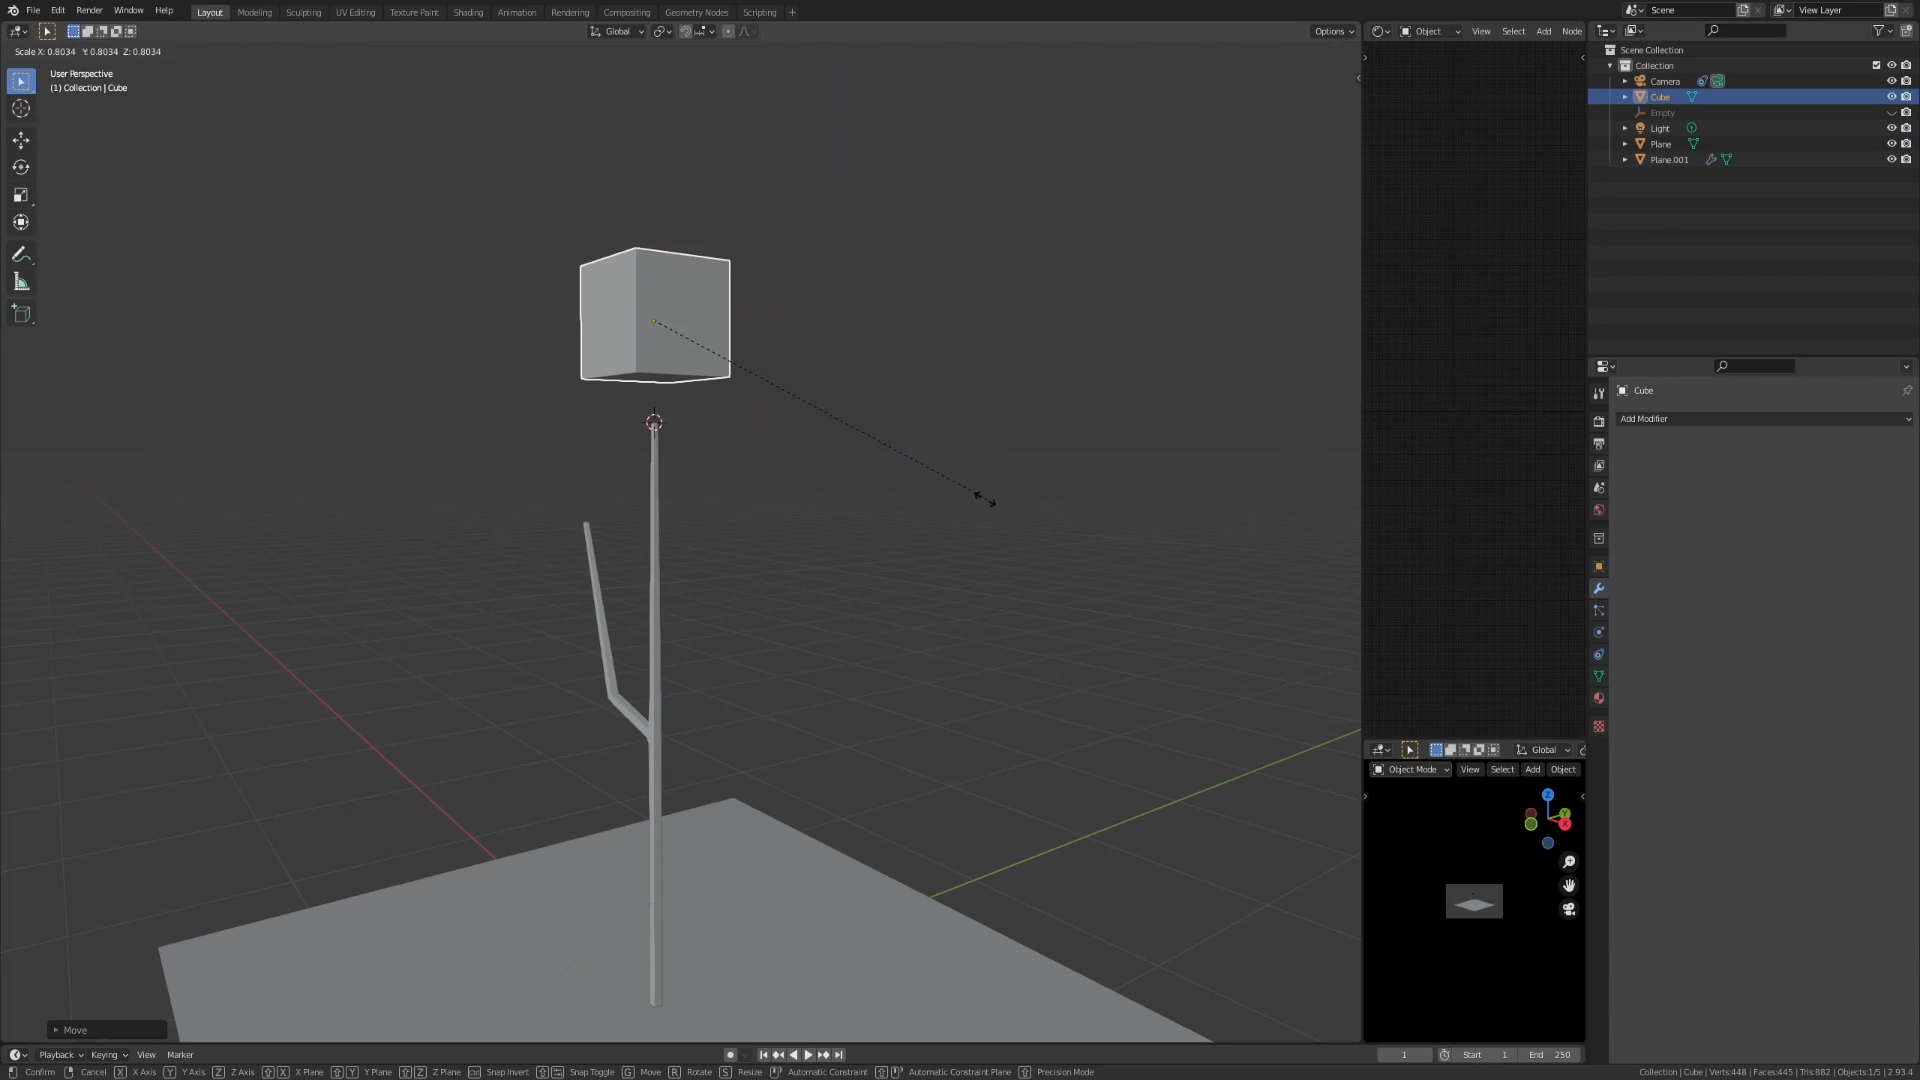 File Edit Render Window Help Layout Modeling Sculpting UV Editing Texture Paint Shading Animation Rendering Compositing Geometry Nodes Scripting + Scene View Layer
Global Options Object View Select Add Node
Scale X: 0.8034 Y: 0.8034 Z: 0.8034
User Perspective
(1) Collection | Cube
Scene Collection
Collection
Camera
Cube
Empty
Light
Plane
Plane.001
Cube
Add Modifier
Global
Object Mode View Select Add Object
Z
Y
X
Move
Playback Keying View Marker 1 Start 1 End 250
Confirm Cancel X X Axis Y Y Axis Z Z Axis X X Plane Y Y Plane Z Z Plane Snap Invert Snap Toggle G Move R Rotate S Resize Automatic Constraint Automatic Constraint Plane Precision Mode Collection | Cube | Verts:448 | Faces:445 | Tris:882 | Objects:1/5 | 2.93.4